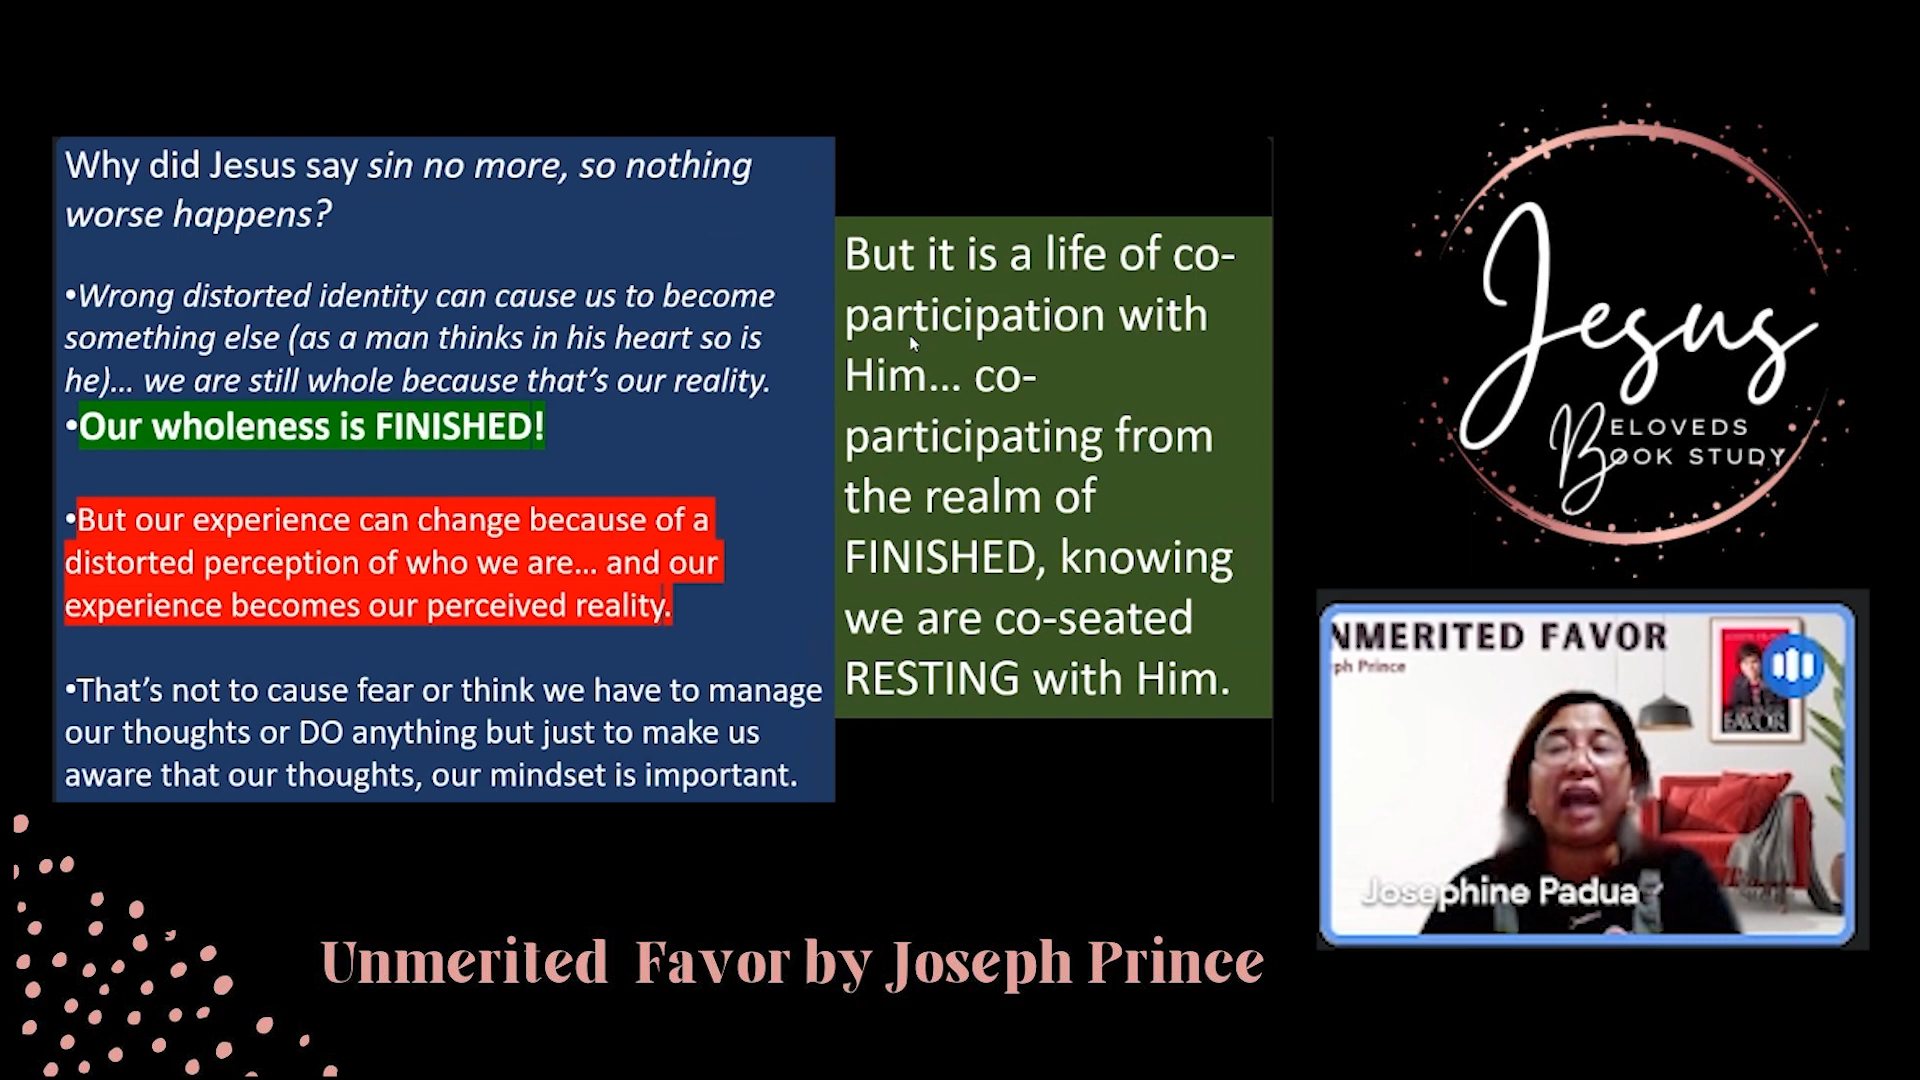 Why did Jesus say sin no more, so nothing
worse happens?
•Wrong distorted identity can cause us to become
something else (as a man thinks in his heart so is
he)... we are still whole because that's our reality.
•Our wholeness is FINISHED!
•But our experience can change because of a
distorted perception of who we are... and our
experience becomes our perceived reality.
•That's not to cause fear or think we have to manage
our thoughts or DO anything but just to make us
aware that our thoughts, our mindset is important.
But it is a life of co-
participation with
Him... co-
participating from
the realm of
FINISHED, knowing
we are co-seated
RESTING with Him.
Jesus
BELOVEDS
BOOK STUDY
NMERITED FAVOR
ph Prince
FAVOR
Josephine Padua
Unmerited Favor by Joseph Prince